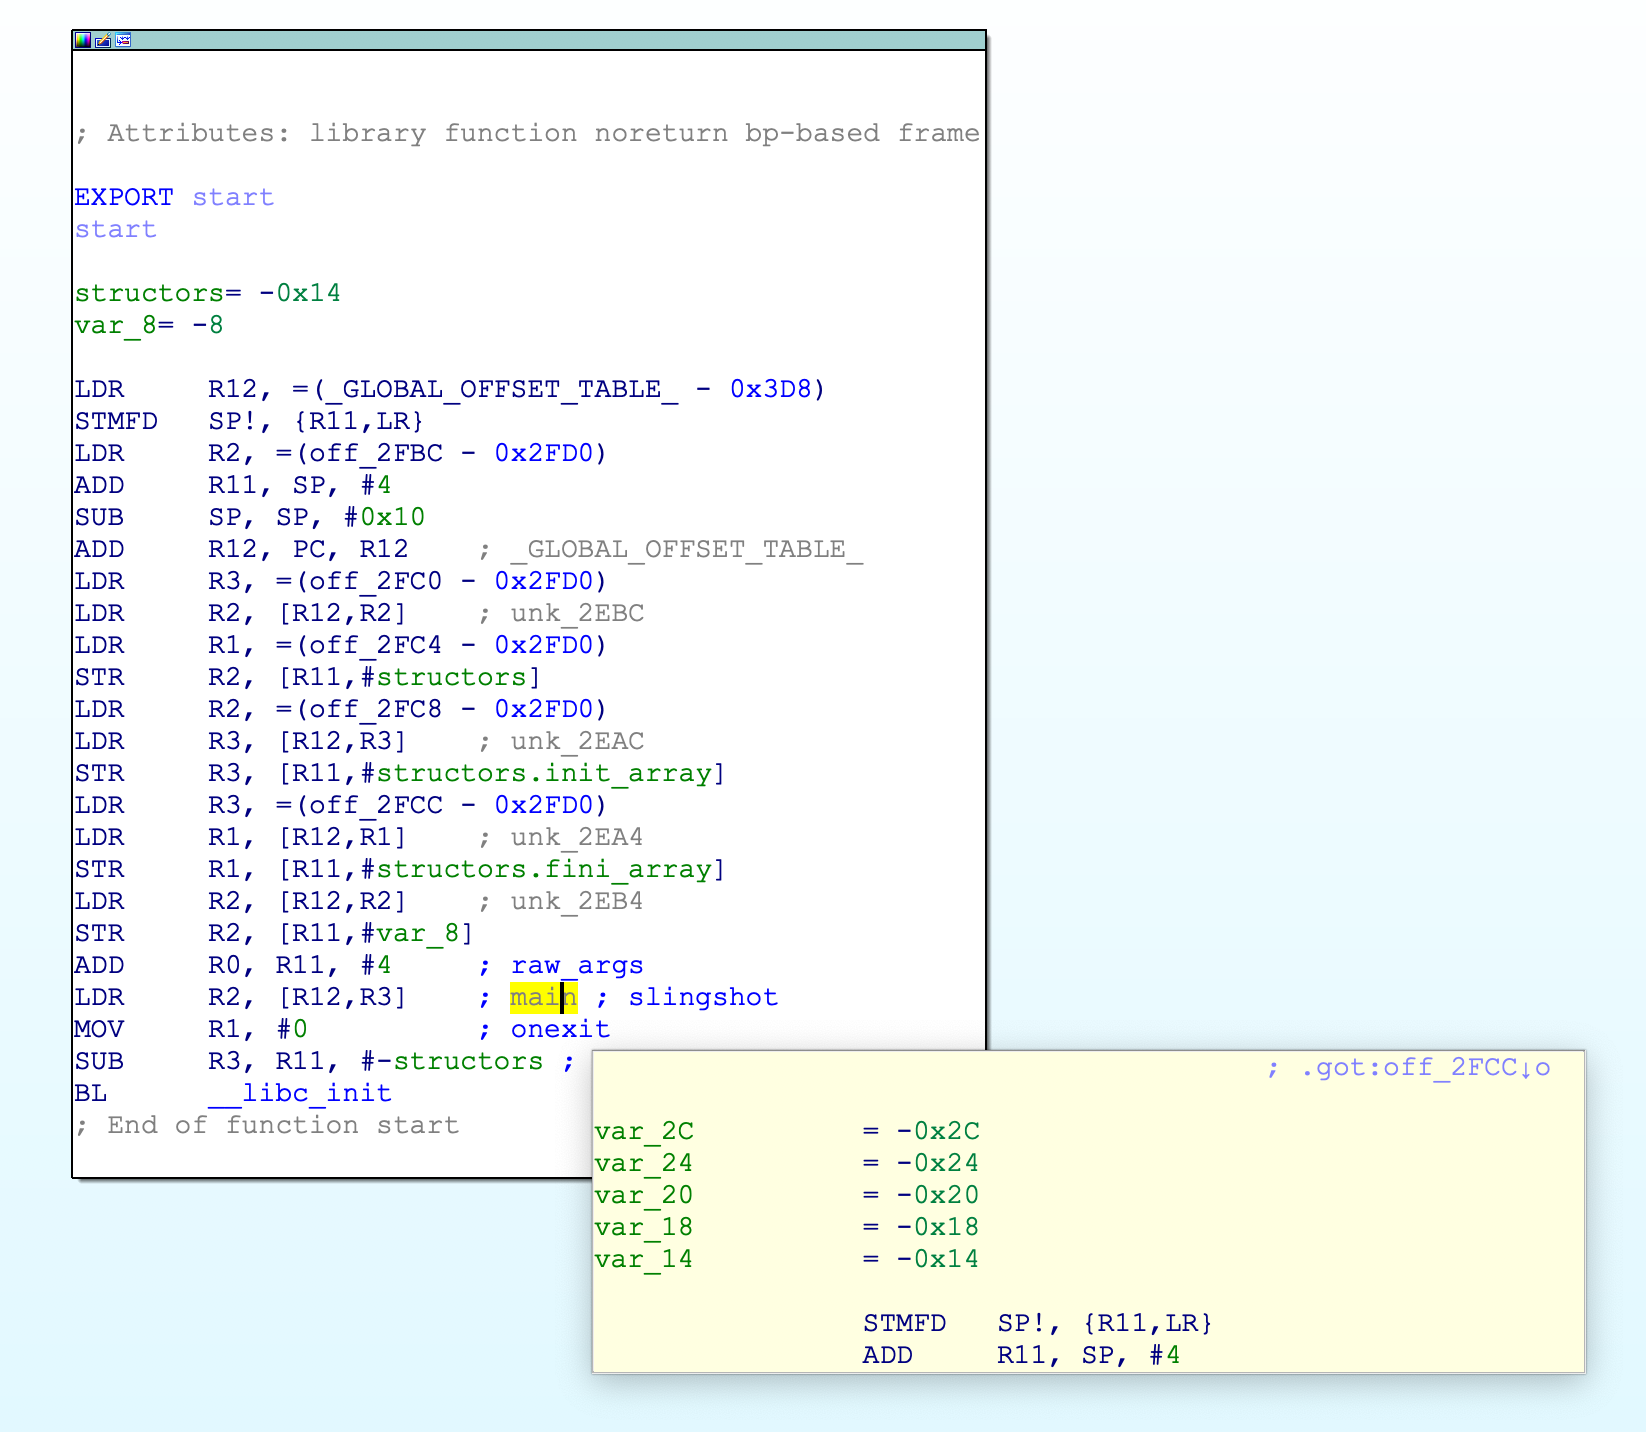 ; Attributes: library function noreturn bp-based frame
EXPORT start
start
structors= -0x14
var_8= -8
LDR R12, =(_GLOBAL_OFFSET_TABLE_ - 0x3D8)
STMFD SP!, {R11,LR}
LDR R2, =(off_2FBC - 0x2FD0)
ADD R11, SP, #4
SUB SP, SP, #0x10
ADD R12, PC, R12 ; _GLOBAL_OFFSET_TABLE_
LDR R3, =(off_2FC0 - 0x2FD0)
LDR R2, [R12,R2] ; unk_2EBC
LDR R1, =(off_2FC4 - 0x2FD0)
STR R2, [R11,#structors]
LDR R2, =(off_2FC8 - 0x2FD0)
LDR R3, [R12,R3] ; unk_2EAC
STR R3, [R11,#structors.init_array]
LDR R3, =(off_2FCC - 0x2FD0)
LDR R1, [R12,R1] ; unk_2EA4
STR R1, [R11,#structors.fini_array]
LDR R2, [R12,R2] ; unk_2EB4
STR R2, [R11,#var_8]
ADD R0, R11, #4 ; raw_args
LDR R2, [R12,R3] ; main ; slingshot
MOV R1, #0 ; onexit
SUB R3, R11, #-structors ;
BL __libc_init
; End of function start
; .got:off_2FCC↓o
var_2C = -0x2C
var_24 = -0x24
var_20 = -0x20
var_18 = -0x18
var_14 = -0x14
STMFD SP!, {R11,LR}
ADD R11, SP, #4